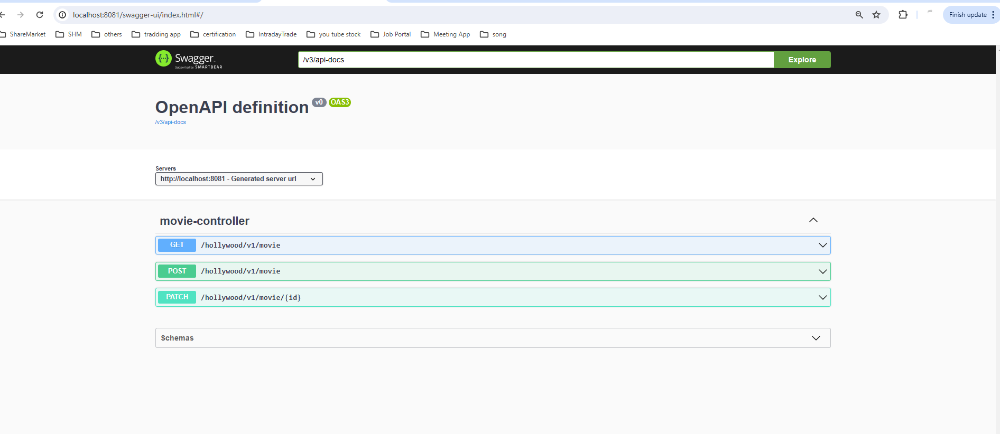 localhost:8081/swagger-ui/index.html#/
Finish update
ShareMarket SHM others tradding app certification IntradayTrade you tube stock Job Portal Meeting App song
{...} Swagger
Supported by SMARTBEAR
/v3/api-docs
Explore
OpenAPI definition v0 OAS3
/v3/api-docs
Servers
http://localhost:8081 - Generated server url
movie-controller
GET /hollywood/v1/movie
POST /hollywood/v1/movie
PATCH /hollywood/v1/movie/{id}
Schemas